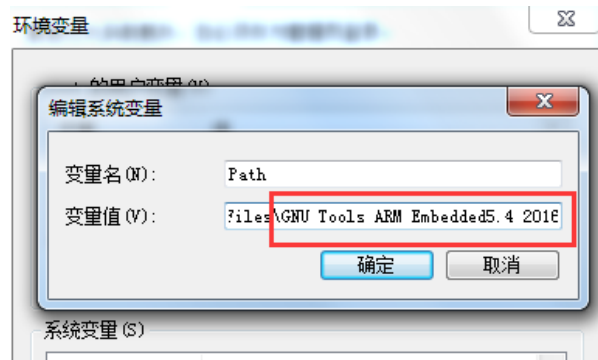 环境变量
编辑系统变量
变量名(N):
Path
变量值(V):
Files\GNU Tools ARM Embedded5.4 2016
确定
取消
系统变量(S)